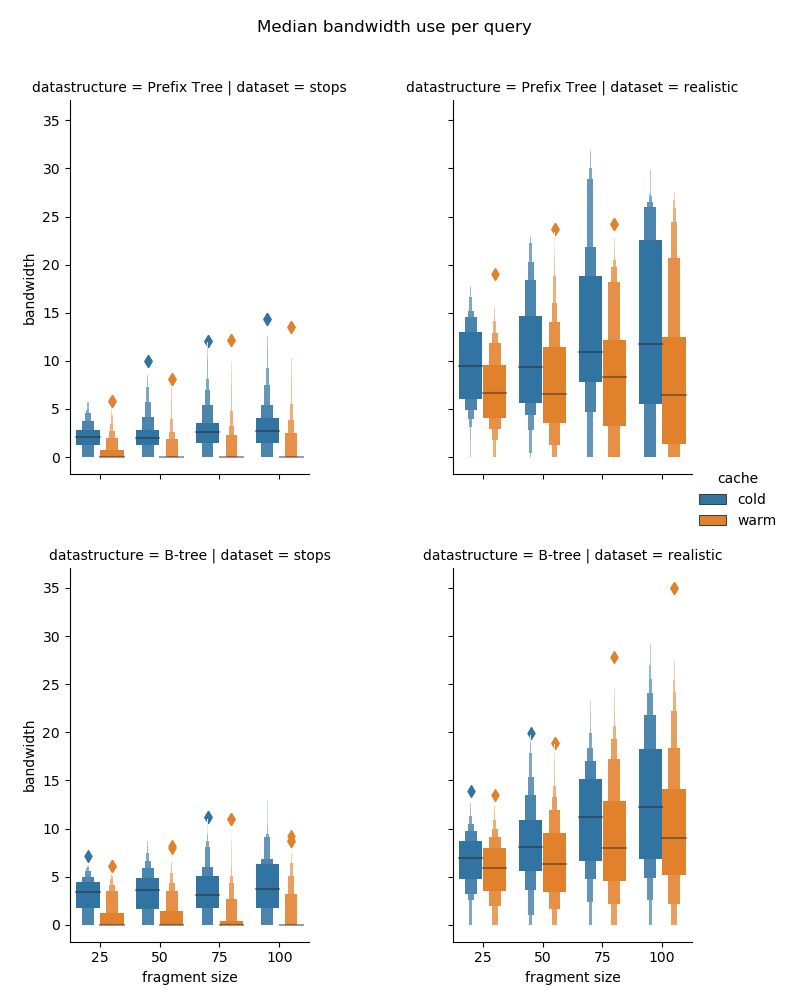 Median bandwidth use per query
datastructure = Prefix Tree | dataset = stops
datastructure = Prefix Tree | dataset = realistic
35
30
25
20
15
10
5
0
bandwidth
cache
cold
warm
datastructure = B-tree | dataset = stops
datastructure = B-tree | dataset = realistic
35
30
25
20
15
10
5
0
bandwidth
25 50 75 100
fragment size
25 50 75 100
fragment size